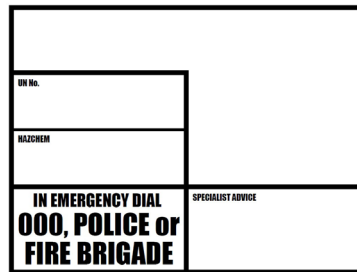 UN No.
HAZCHEM
IN EMERGENCY DIAL
000, POLICE or
FIRE BRIGADE
SPECIALIST ADVICE